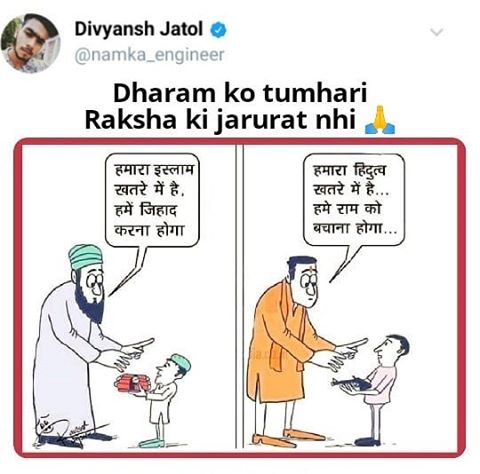 Divyansh Jatol
@namka_engineer
Dharam ko tumhari
Raksha ki jarurat nhi 🙏
हमारा इस्लाम
खतरे में है,
हमें जिहाद
करना होगा
हमारा हिंदुत्व
खतरे में है...
हमे राम को
बचाना होगा...